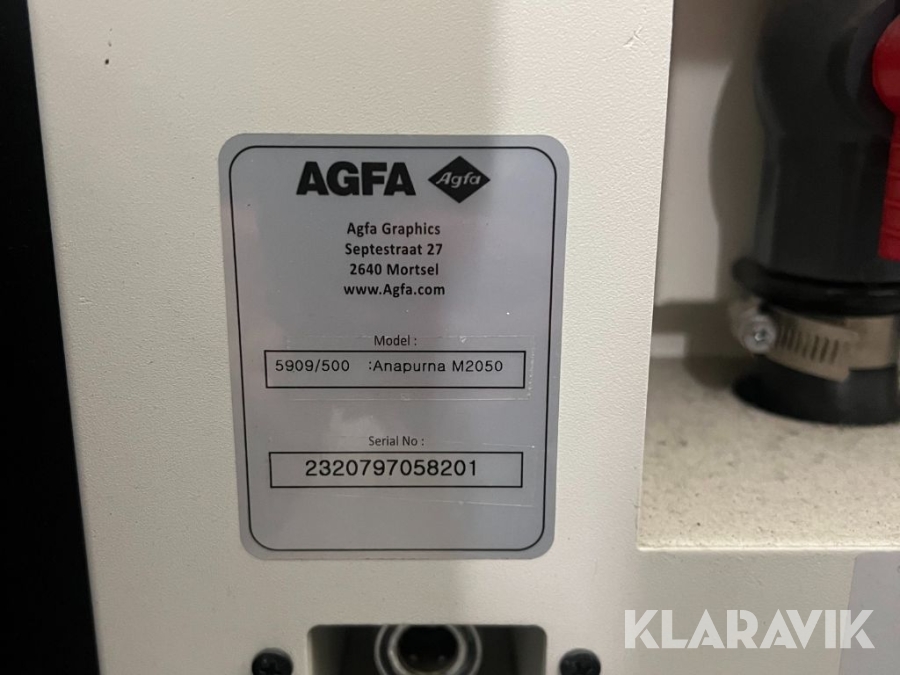 AGFA Agfa
Agfa Graphics
Septestraat 27
2640 Mortsel
www.Agfa.com
Model :
5909/500 :Anapurna M2050
Serial No :
2320797058201
KLARAVIK